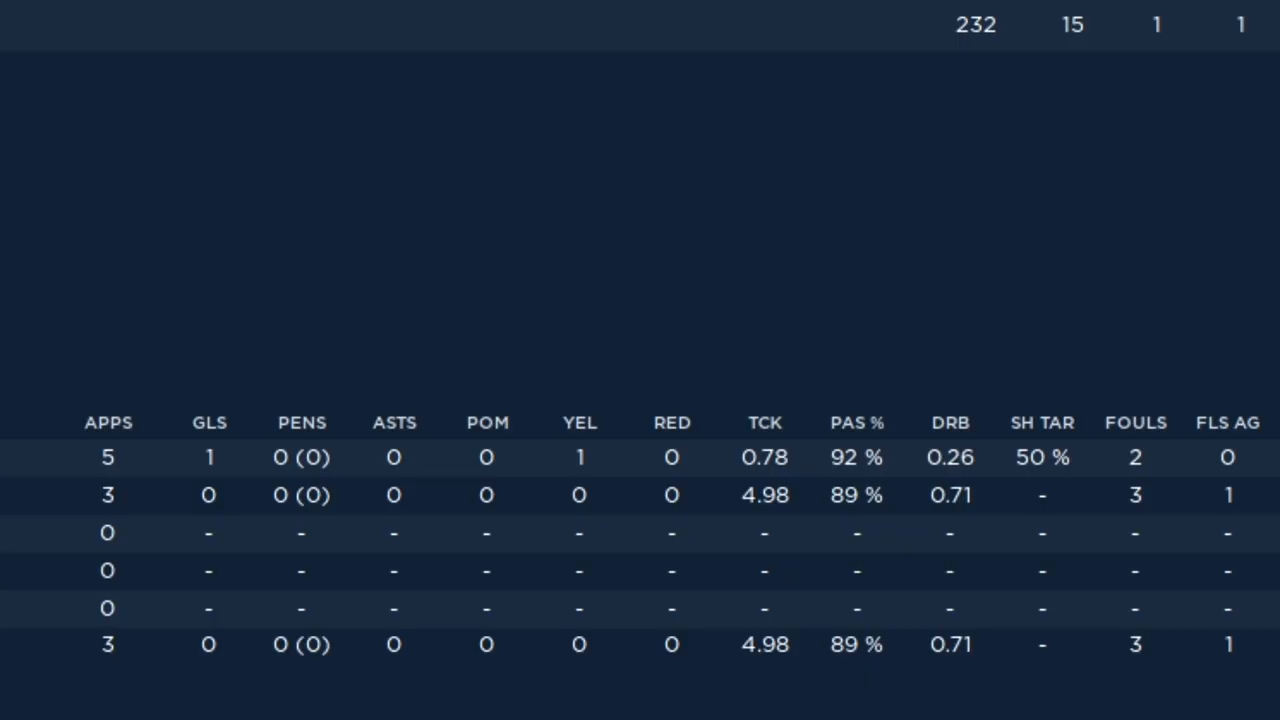 232 15 1 1
APPS GLS PENS ASTS POM YEL RED TCK PAS % DRB SH TAR FOULS FLS AG
5 1 0 (0) 0 0 1 0 0.78 92 % 0.26 50 % 2 0
3 0 0 (0) 0 0 0 0 4.98 89 % 0.71 - 3 1
0 - - - - - - - - - - - -
0 - - - - - - - - - - - -
0 - - - - - - - - - - - -
3 0 0 (0) 0 0 0 0 4.98 89 % 0.71 - 3 1